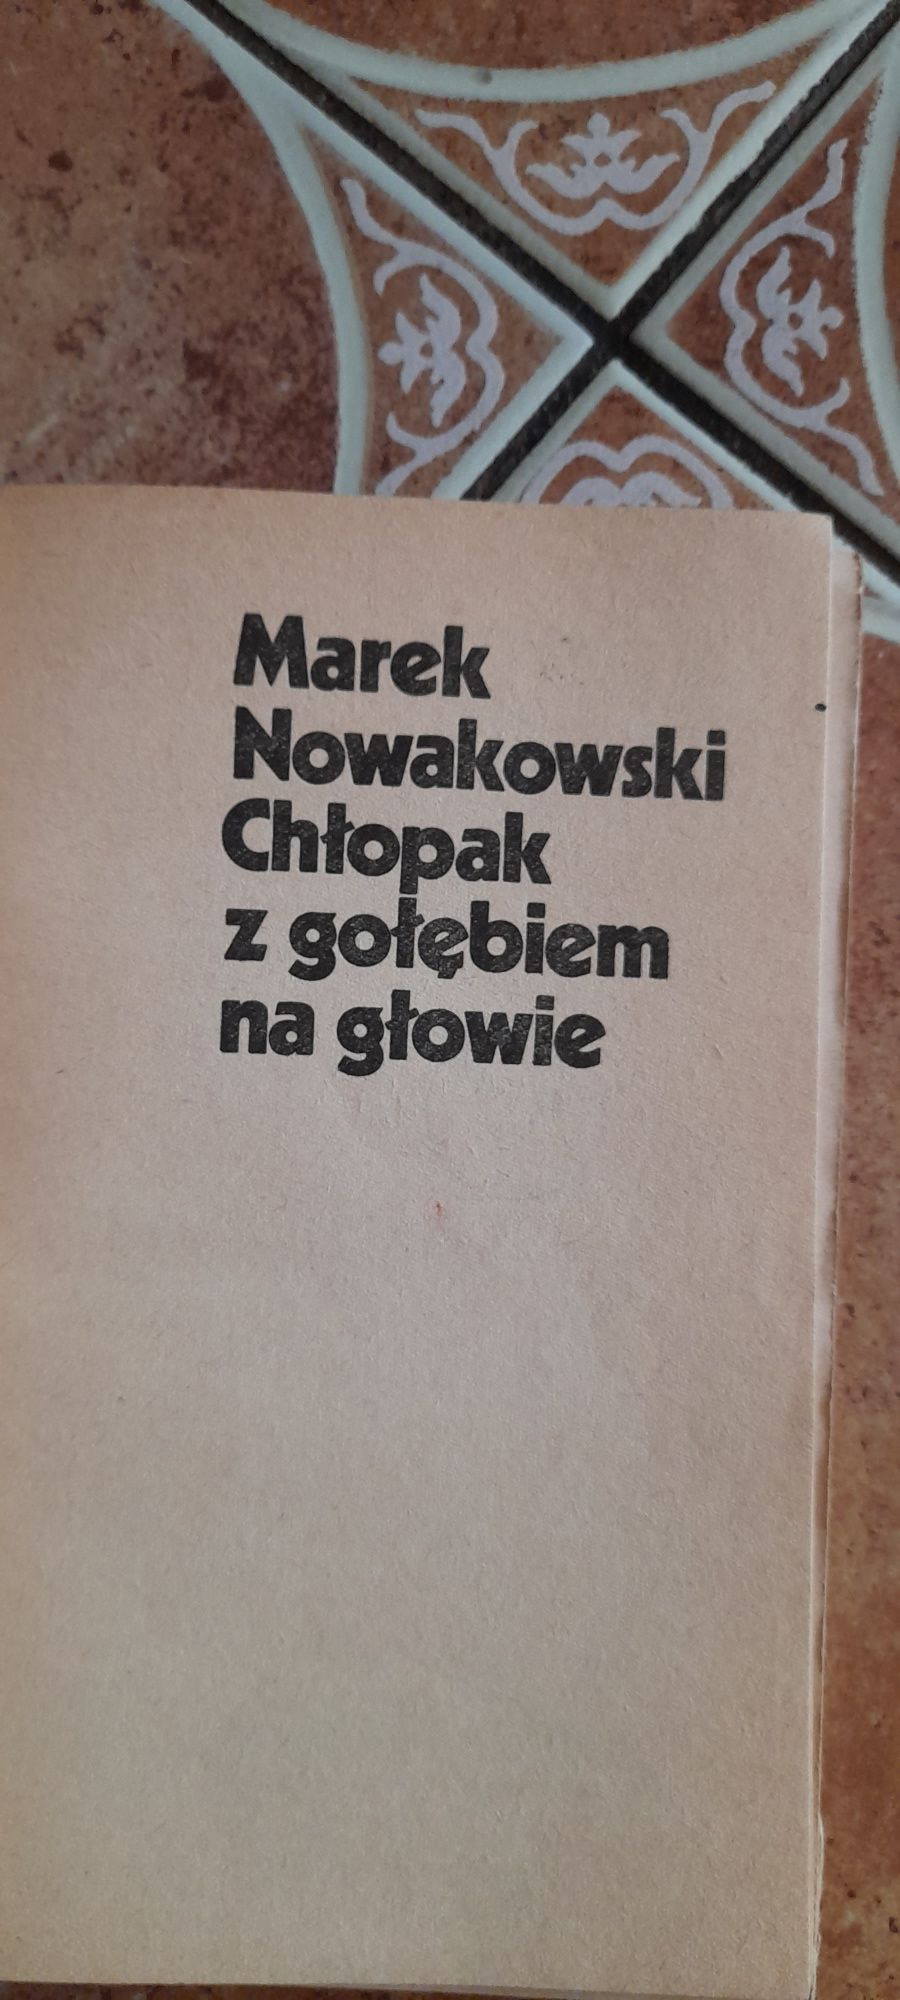 Marek
Nowakowski
Chłopak
z gołębiem
na głowie